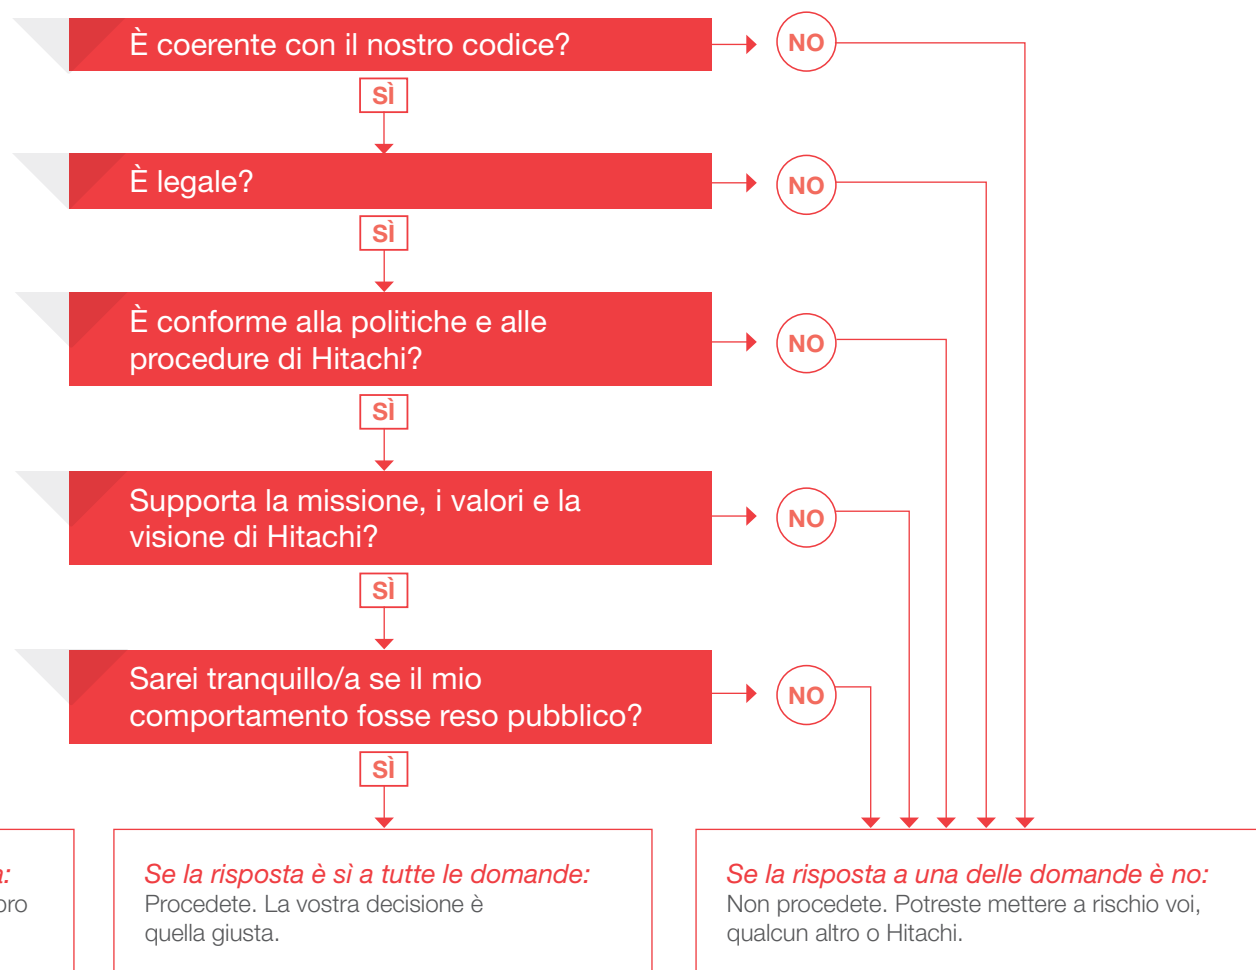 È coerente con il nostro codice?
NO
SÌ
È legale?
NO
SÌ
È conforme alla politiche e alle
procedure di Hitachi?
NO
SÌ
Supporta la missione, i valori e la
visione di Hitachi?
NO
SÌ
Sarei tranquillo/a se il mio
comportamento fosse reso pubblico?
NO
SÌ
Se la risposta è sì a tutte le domande:
Procedete. La vostra decisione è
quella giusta.
Se la risposta a una delle domande è no:
Non procedete. Potreste mettere a rischio voi,
qualcun altro o Hitachi.